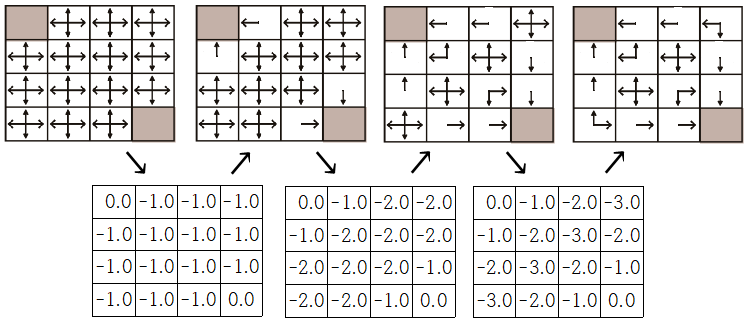 0.0 -1.0 -1.0 -1.0
-1.0 -1.0 -1.0 -1.0
-1.0 -1.0 -1.0 -1.0
-1.0 -1.0 -1.0 0.0
0.0 -1.0 -2.0 -2.0
-1.0 -2.0 -2.0 -2.0
-2.0 -2.0 -2.0 -1.0
-2.0 -2.0 -1.0 0.0
0.0 -1.0 -2.0 -3.0
-1.0 -2.0 -3.0 -2.0
-2.0 -3.0 -2.0 -1.0
-3.0 -2.0 -1.0 0.0